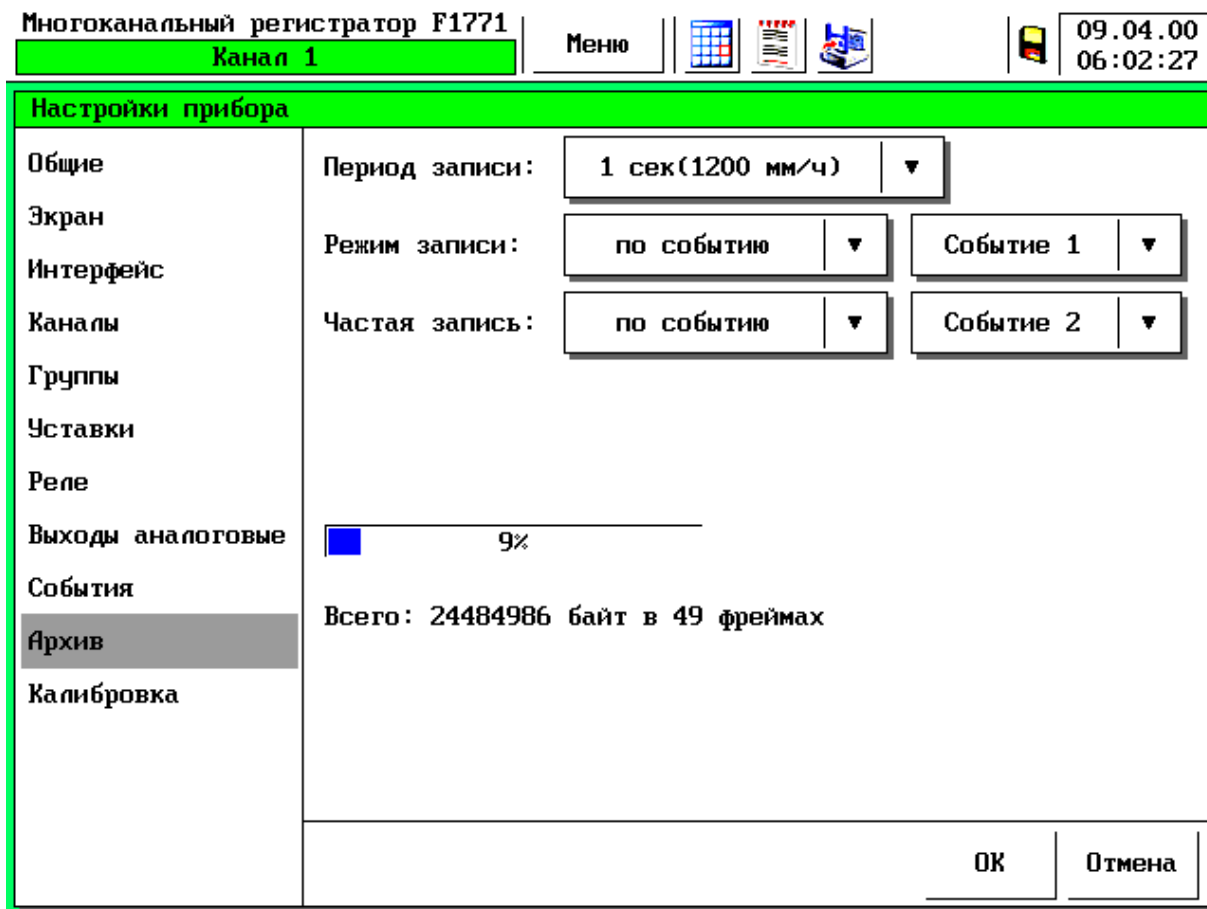 Многоканальный регистратор F1771
Канал 1
Меню
09.04.00
06:02:27
Настройки прибора
Общие
Экран
Интерфейс
Каналы
Группы
Уставки
Реле
Выходы аналоговые
События
Архив
Калибровка
Период записи: 1 сек(1200 мм/ч)
Режим записи: по событию Событие 1
Частая запись: по событию Событие 2
9%
Всего: 24484986 байт в 49 фреймах
ОК Отмена